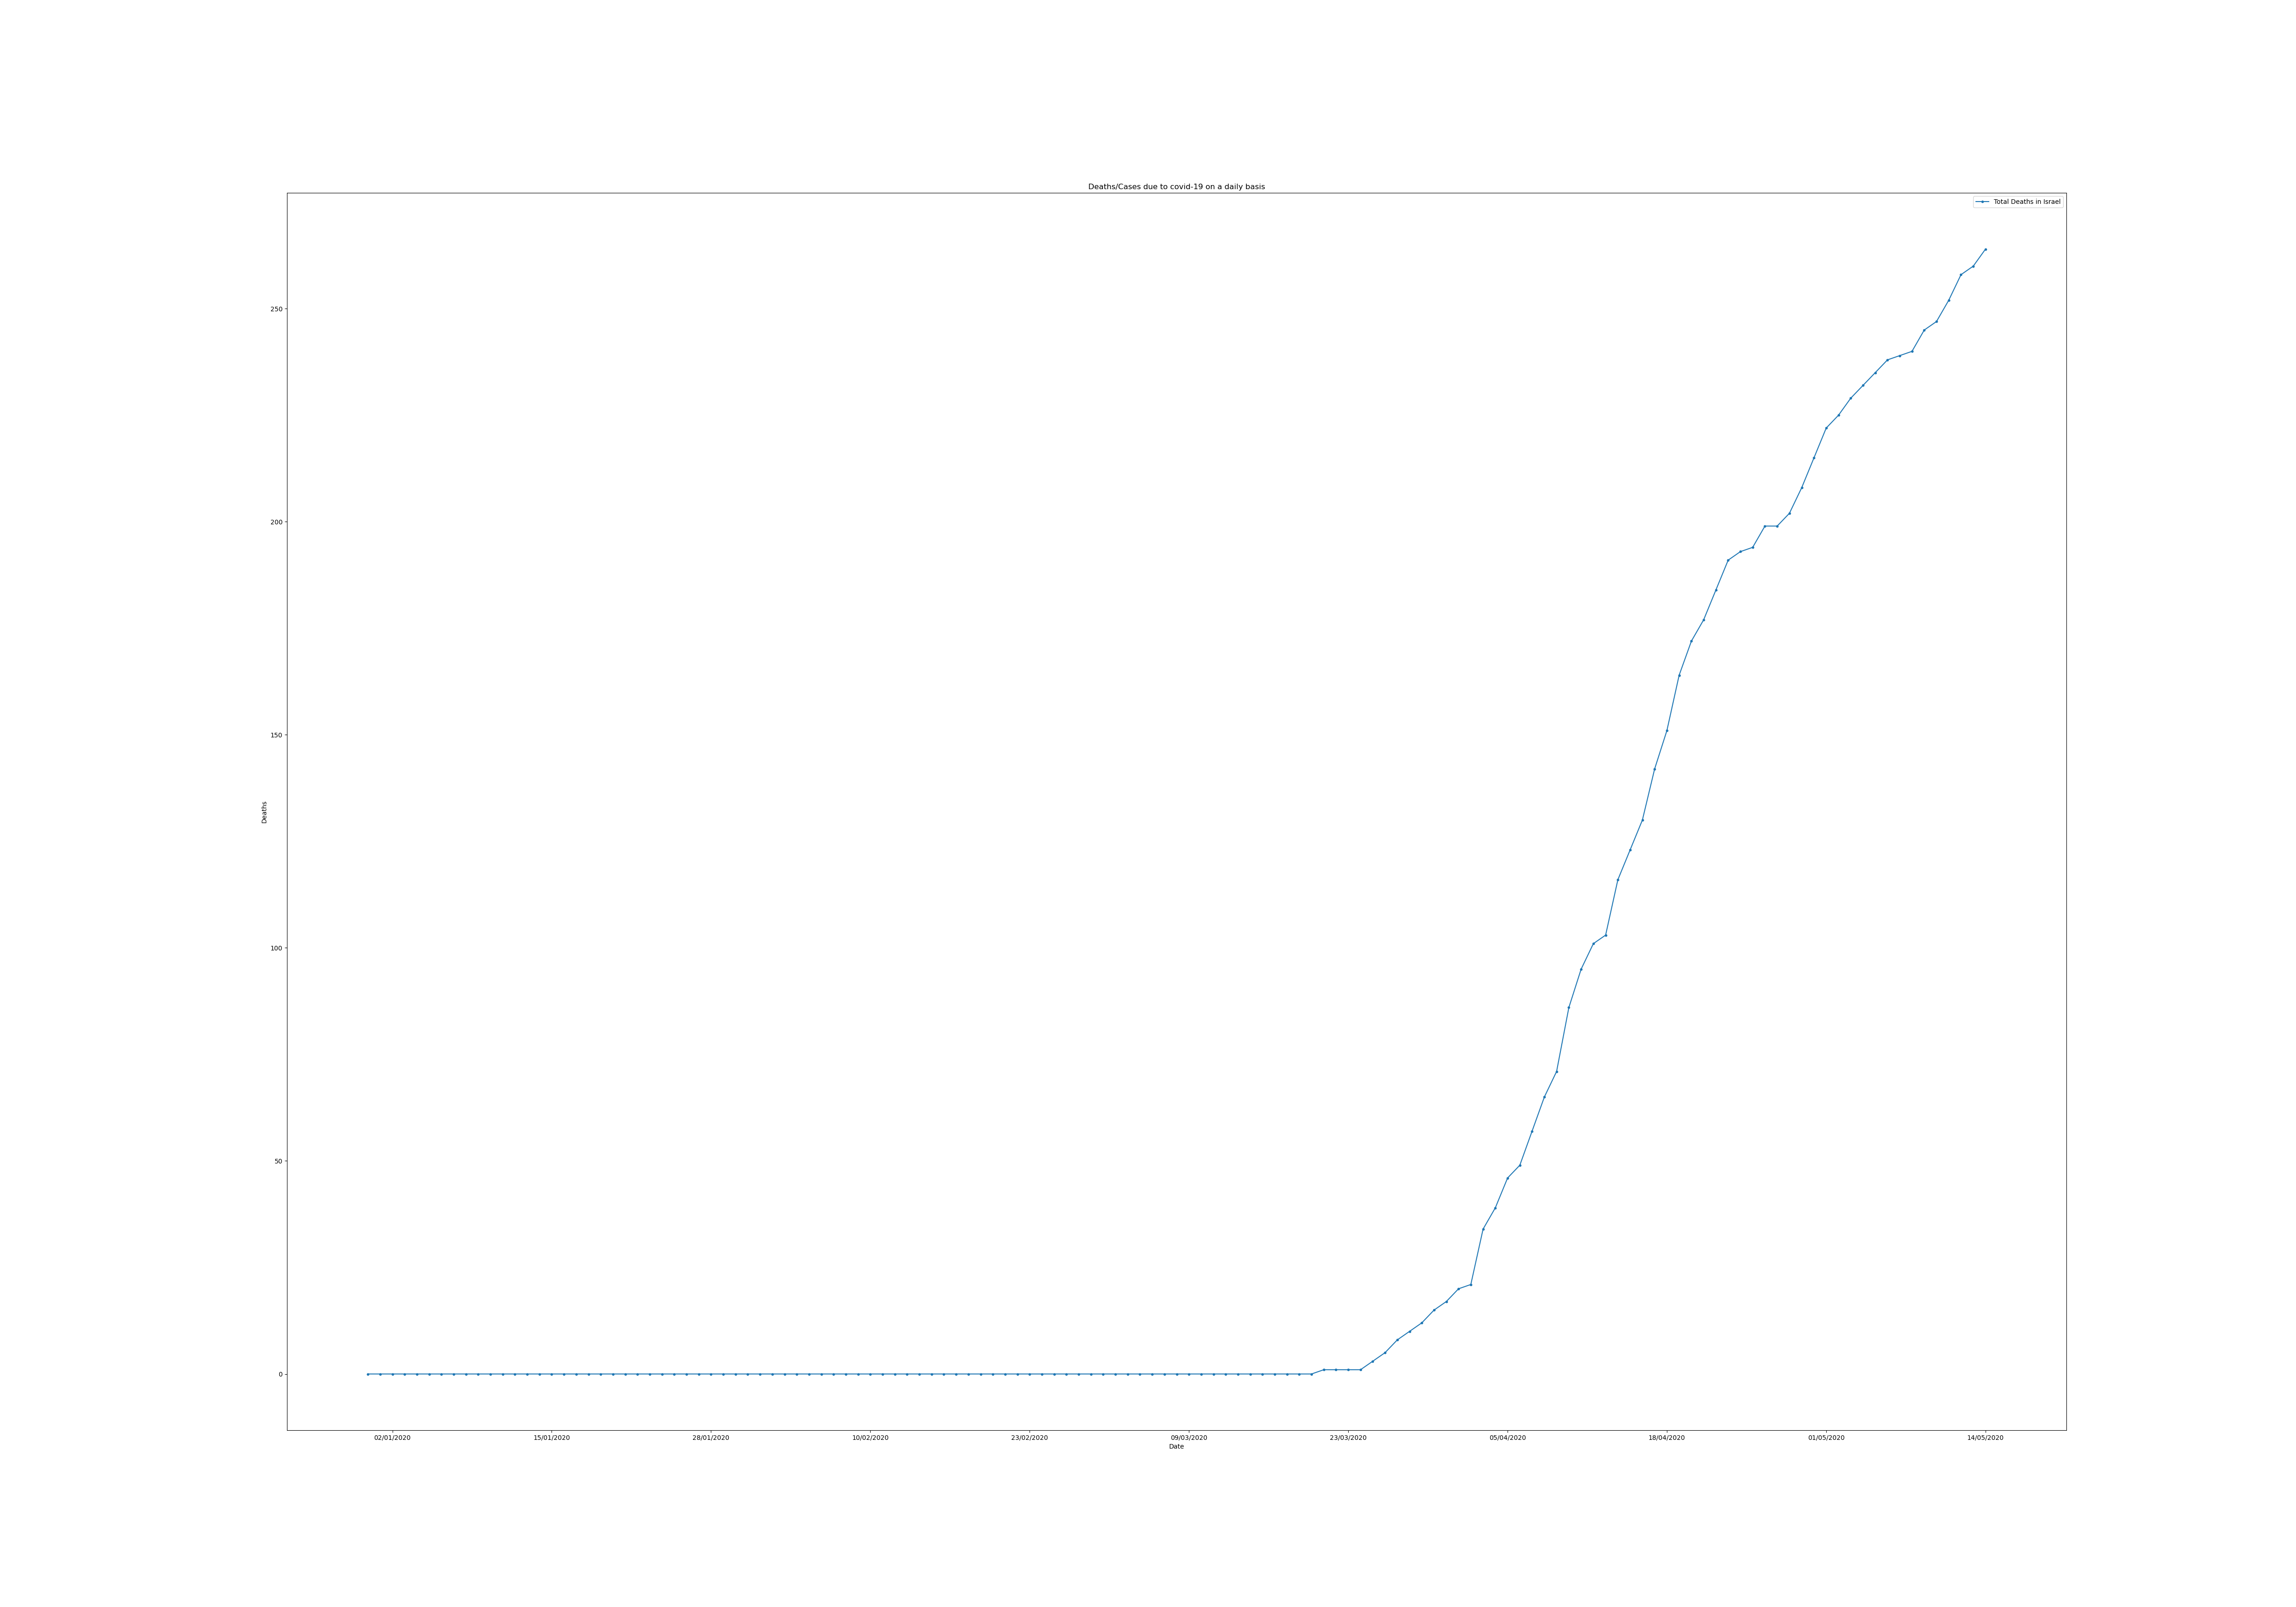 Deaths/Cases due to covid-19 on a daily basis
Total Deaths in Israel
250
200
150
100
50
0
Deaths
02/01/2020 15/01/2020 28/01/2020 10/02/2020 23/02/2020 09/03/2020 23/03/2020 05/04/2020 18/04/2020 01/05/2020 14/05/2020
Date